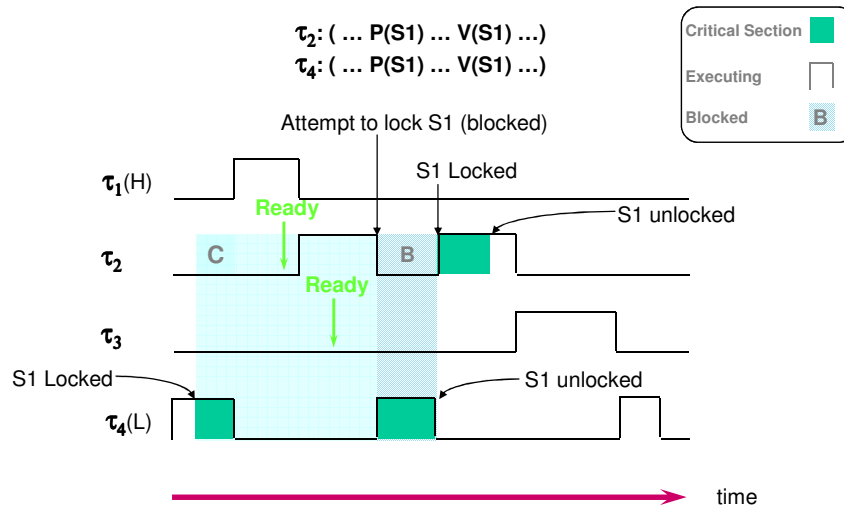 τ2: ( ... P(S1) ... V(S1) ...)
τ4: ( ... P(S1) ... V(S1) ...)
Critical Section
Executing
Blocked B
Attempt to lock S1 (blocked)
S1 Locked
τ1(H)
Ready
S1 unlocked
τ2 C B
Ready
τ3
S1 Locked
S1 unlocked
τ4(L)
time